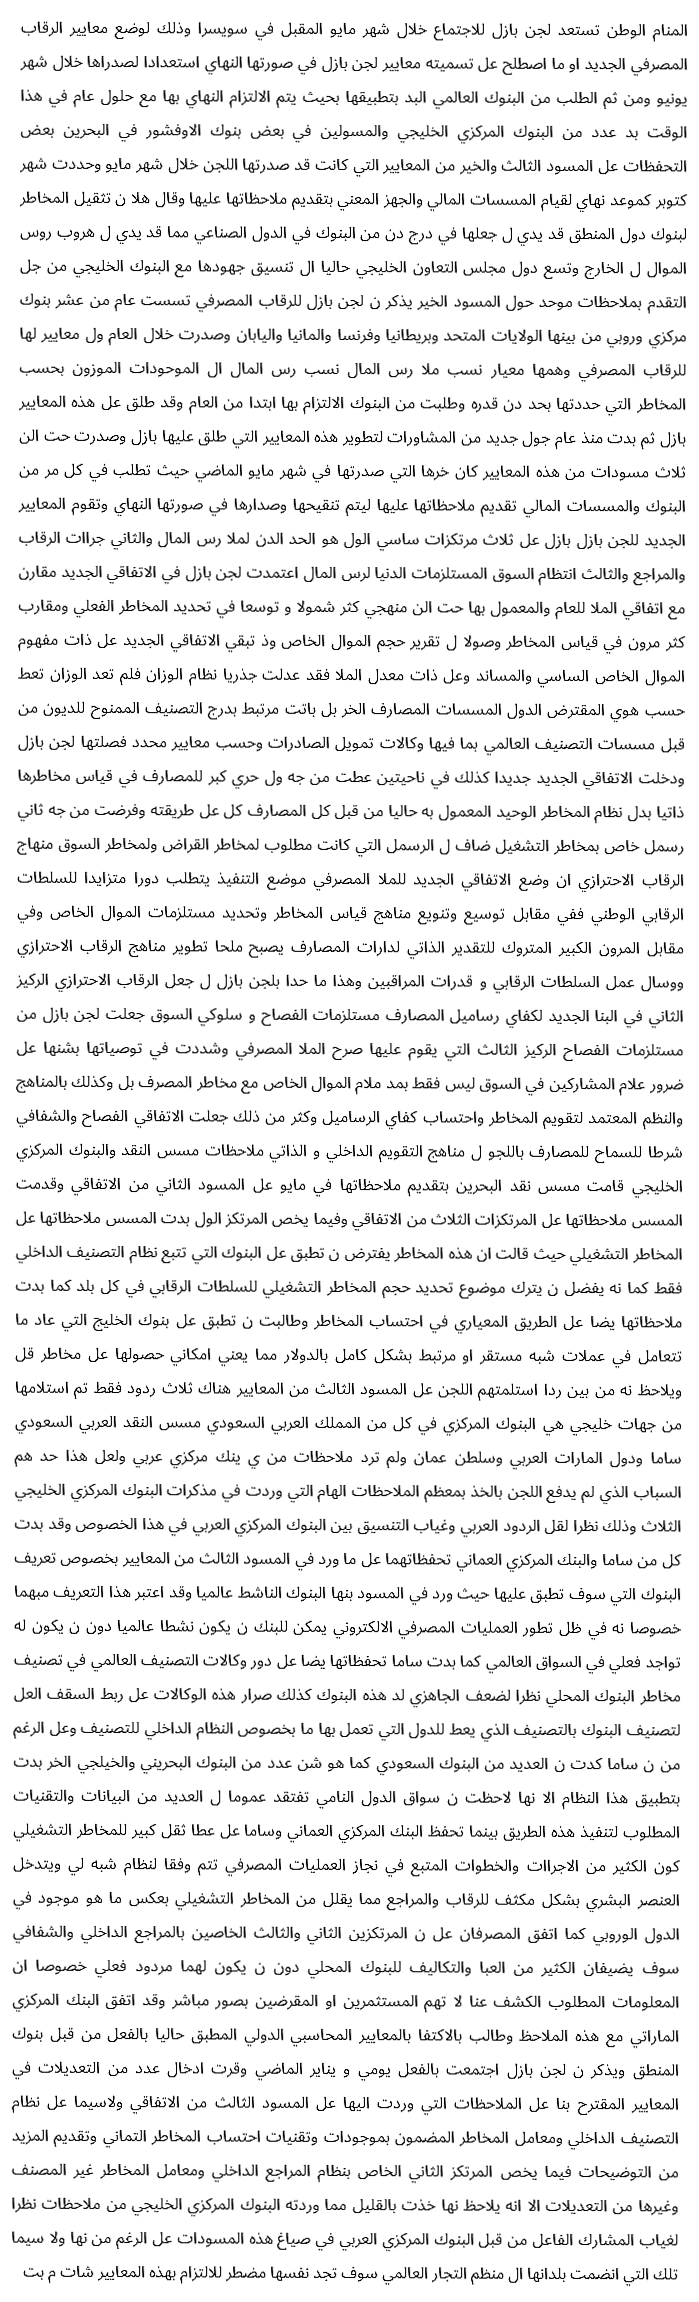 المنام الوطن تستعد لجن بازل للاجتماع خلال شهر مايو المقبل في سويسرا وذلك لوضع معايير الرقاب
المصرفي الجديد او ما اصطلح عل تسميته معايير لجن بازل في صورتها النهاي استعدادا لصدراها خلال شهر
يونيو ومن ثم الطلب من البنوك العالمي البد بتطبيقها بحيث يتم الالتزام النهاي بها مع حلول عام في هذا
الوقت بد عدد من البنوك المركزي الخليجي والمسولين في بعض بنوك الاوفشور في البحرين بعض
التحفظات عل المسود الثالث والخير من المعايير التي كانت قد صدرتها اللجن خلال شهر مايو وحددت شهر
كتوبر كموعد نهاي لقيام المسسات المالي والجهز المعني بتقديم ملاحظاتها عليها وقال هلا ن تثقيل المخاطر
لبنوك دول المنطق قد يدي ل جعلها في درج دن من البنوك في الدول الصناعي مما قد يدي ل هروب روس
الموال ل الخارج وتسع دول مجلس التعاون الخليجي حاليا ال تنسيق جهودها مع البنوك الخليجي من جل
التقدم بملاحظات موحد حول المسود الخير يذكر ن لجن بازل للرقاب المصرفي تسست عام من عشر بنوك
مركزي وروبي من بينها الولايات المتحد وبريطانيا وفرنسا والمانيا واليابان وصدرت خلال العام ول معايير لها
للرقاب المصرفي وهمها معيار نسب ملا رس المال نسب رس المال ال الموحودات الموزون بحسب
المخاطر التي حددتها بحد دن قدره وطلبت من البنوك الالتزام بها ابتدا من العام وقد طلق عل هذه المعايير
بازل ثم بدت منذ عام جول جديد من المشاورات لتطوير هذه المعايير التي طلق عليها بازل وصدرت حت الن
ثلاث مسودات من هذه المعايير كان خرها التي صدرتها في شهر مايو الماضي حيث تطلب في كل مر من
البنوك والمسسات المالي تقديم ملاحظاتها عليها ليتم تنقيحها وصدارها في صورتها النهاي وتقوم المعايير
الجديد للجن بازل بازل عل ثلاث مرتكزات ساسي الول هو الحد الدن لملا رس المال والثاني جراات الرقاب
والمراجع والثالث انتظام السوق المستلزمات الدنيا لرس المال اعتمدت لجن بازل في الاتفاقي الجديد مقارن
مع اتفاقي الملا للعام والمعمول بها حت الن منهجي كثر شمولا و توسعا في تحديد المخاطر الفعلي ومقارب
كثر مرون في قياس المخاطر وصولا ل تقرير حجم الموال الخاص وذ تبقي الاتفاقي الجديد عل ذات مفهوم
الموال الخاص الساسي والمساند وعل ذات معدل الملا فقد عدلت جذريا نظام الوزان فلم تعد الوزان تعط
حسب هوي المقترض الدول المسسات المصارف الخر بل باتت مرتبط بدرج التصنيف الممنوح للديون من
قبل مسسات التصنيف العالمي بما فيها وكالات تمويل الصادرات وحسب معايير محدد فصلتها لجن بازل
ودخلت الاتفاقي الجديد جديدا كذلك في ناحيتين عطت من جه ول حري كبر للمصارف في قياس مخاطرها
ذاتيا بدل نظام المخاطر الوحيد المعمول به حاليا من قبل كل المصارف كل عل طريقته وفرضت من جه ثاني
رسمل خاص بمخاطر التشغيل ضاف ل الرسمل التي كانت مطلوب لمخاطر القراض ولمخاطر السوق منهاج
الرقاب الاحترازي ان وضع الاتفاقي الجديد للملا المصرفي موضع التنفيذ يتطلب دورا متزايدا للسلطات
الرقابي الوطني ففي مقابل توسيع وتنويع مناهج قياس المخاطر وتحديد مستلزمات الموال الخاص وفي
مقابل المرون الكبير المتروك للتقدير الذاتي لدارات المصارف يصبح ملحا تطوير مناهج الرقاب الاحترازي
ووسال عمل السلطات الرقابي و قدرات المراقبين وهذا ما حدا بلجن بازل ل جعل الرقاب الاحترازي الركيز
الثاني في البنا الجديد لكفاي رساميل المصارف مستلزمات الفصاح و سلوكي السوق جعلت لجن بازل من
مستلزمات الفصاح الركيز الثالث التي يقوم عليها صرح الملا المصرفي وشددت في توصياتها بشنها عل
ضرور علام المشاركين في السوق ليس فقط بمد ملام الموال الخاص مع مخاطر المصرف بل وكذلك بالمناهج
والنظم المعتمد لتقويم المخاطر واحتساب كفاي الرساميل وكثر من ذلك جعلت الاتفاقي الفصاح والشفافي
شرطا للسماح للمصارف باللجو ل مناهج التقويم الداخلي و الذاتي ملاحظات مسس النقد والبنوك المركزي
الخليجي قامت مسس نقد البحرين بتقديم ملاحظاتها في مايو عل المسود الثاني من الاتفاقي وقدمت
المسس ملاحظاتها عل المرتكزات الثلاث من الاتفاقي وفيما يخص المرتكز الول بدت المسس ملاحظاتها عل
المخاطر التشغيلي حيث قالت ان هذه المخاطر يفترض ن تطبق عل البنوك التي تتبع نظام التصنيف الداخلي
فقط كما نه يفضل ن يترك موضوع تحديد حجم المخاطر التشغيلي للسلطات الرقابي في كل بلد كما بدت
ملاحظاتها يضا عل الطريق المعياري في احتساب المخاطر وطالبت ن تطبق عل بنوك الخليج التي عاد ما
تتعامل في عملات شبه مستقر او مرتبط بشكل كامل بالدولار مما يعني امكاني حصولها عل مخاطر قل
ويلاحظ نه من بين ردا استلمتهم اللجن عل المسود الثالث من المعايير هناك ثلاث ردود فقط تم استلامها
من جهات خليجي هي البنوك المركزي في كل من المملك العربي السعودي مسس النقد العربي السعودي
ساما ودول المارات العربي وسلطن عمان ولم ترد ملاحظات من ي ينك مركزي عربي ولعل هذا حد هم
السباب الذي لم يدفع اللجن بالخذ بمعظم الملاحظات الهام التي وردت في مذكرات البنوك المركزي الخليجي
الثلاث وذلك نظرا لقل الردود العربي وغياب التنسيق بين البنوك المركزي العربي في هذا الخصوص وقد بدت
كل من ساما والبنك المركزي العماني تحفظاتهما عل ما ورد في المسود الثالث من المعايير بخصوص تعريف
البنوك التي سوف تطبق عليها حيث ورد في المسود بنها البنوك الناشط عالميا وقد اعتبر هذا التعريف مبهما
خصوصا نه في ظل تطور العمليات المصرفي الالكتروني يمكن للبنك ن يكون نشطا عالميا دون ن يكون له
تواجد فعلي في السواق العالمي كما بدت ساما تحفظاتها يضا عل دور وكالات التصنيف العالمي في تصنيف
مخاطر البنوك المحلي نظرا لضعف الجاهزي لد هذه البنوك كذلك صرار هذه الوكالات عل ربط السقف العل
لتصنيف البنوك بالتصنيف الذي يعط للدول التي تعمل بها ما بخصوص النظام الداخلي للتصنيف وعل الرغم
من ن ساما كدت ن العديد من البنوك السعودي كما هو شن عدد من البنوك البحريني والخيلجي الخر بدت
بتطبيق هذا النظام الا نها لاحظت ن سواق الدول النامي تفتقد عموما ل العديد من البيانات والتقنيات
المطلوب لتنفيذ هذه الطريق بينما تحفظ البنك المركزي العماني وساما عل عطا ثقل كبير للمخاطر التشغيلي
كون الكثير من الاجراات والخطوات المتبع في نجاز العمليات المصرفي تتم وفقا لنظام شبه لي ويتدخل
العنصر البشري بشكل مكثف للرقاب والمراجع مما يقلل من المخاطر التشغيلي بعكس ما هو موجود في
الدول الوروبي كما اتفق المصرفان عل ن المرتكزين الثاني والثالث الخاصين بالمراجع الداخلي والشفافي
سوف يضيفان الكثير من العبا والتكاليف للبنوك المحلي دون ن يكون لهما مردود فعلي خصوصا ان
المعلومات المطلوب الكشف عنا لا تهم المستثمرين او المقرضين بصور مباشر وقد اتفق البنك المركزي
الماراتي مع هذه الملاحظ وطالب بالاكتفا بالمعايير المحاسبي الدولي المطبق حاليا بالفعل من قبل بنوك
المنطق ويذكر ن لجن بازل اجتمعت بالفعل يومي و يناير الماضي وقرت ادخال عدد من التعديلات في
المعايير المقترح بنا عل الملاحظات التي وردت اليها عل المسود الثالث من الاتفاقي ولاسيما عل نظام
التصنيف الداخلي ومعامل المخاطر المضمون بموجودات وتقنيات احتساب المخاطر التماني وتقديم المزيد
من التوضيحات فيما يخص المرتكز الثاني الخاص بنظام المراجع الداخلي ومعامل المخاطر غير المصنف
وغيرها من التعديلات الا انه يلاحظ نها خذت بالقليل مما وردته البنوك المركزي الخليجي من ملاحظات نظرا
لغياب المشارك الفاعل من قبل البنوك المركزي العربي في صياغ هذه المسودات عل الرغم من نها ولا سيما
تلك التي انضمت بلدانها ال منظم التجار العالمي سوف تجد نفسها مضطر للالتزام بهذه المعايير شات م بت